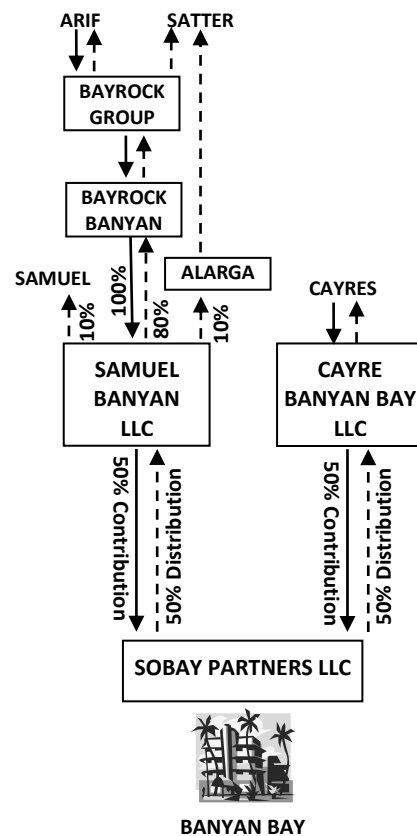 ARIF SATTER
BAYROCK
GROUP
BAYROCK
BANYAN
SAMUEL
10%
100%
80%
ALARGA
10%
CAYRES
SAMUEL
BANYAN
LLC
CAYRE
BANYAN BAY
LLC
50% Contribution
50% Distribution
50% Contribution
50% Distribution
SOBAY PARTNERS LLC
BANYAN BAY